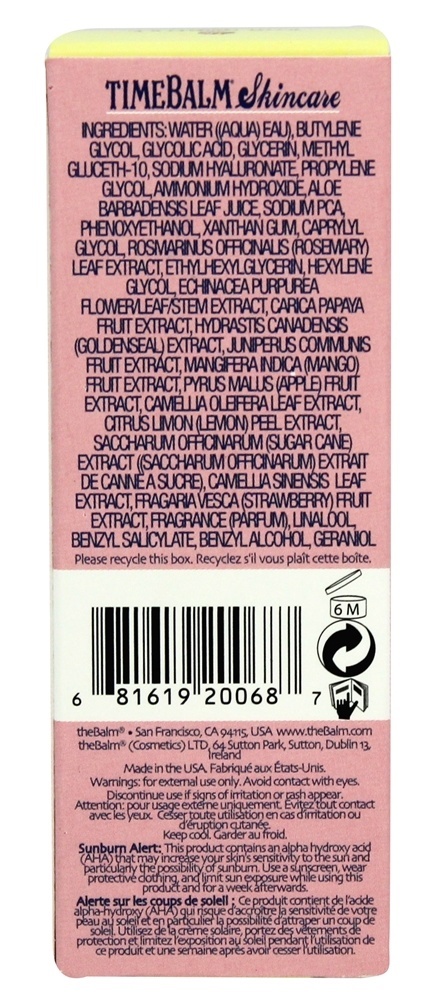 TIMEBALM® Skincare
INGREDIENTS: WATER ((AQUA) EAU), BUTYLENE
GLYCOL, GLYCOLIC ACID, GLYCERIN, METHYL
GLUCETH-10, SODIUM HYALURONATE, PROPYLENE
GLYCOL, AMMONIUM HYDROXIDE, ALOE
BARBADENSIS LEAF JUICE, SODIUM PCA,
PHENOXYETHANOL, XANTHAN GUM, CAPRYLYL
GLYCOL, ROSMARINUS OFFICINALIS (ROSEMARY)
LEAF EXTRACT, ETHYLHEXYLGLYCERIN, HEXYLENE
GLYCOL, ECHINACEA PURPUREA
FLOWER/LEAF/STEM EXTRACT, CARICA PAPAYA
FRUIT EXTRACT, HYDRASTIS CANADENSIS
(GOLDENSEAL) EXTRACT, JUNIPERUS COMMUNIS
FRUIT EXTRACT, MANGIFERA INDICA (MANGO)
FRUIT EXTRACT, PYRUS MALUS (APPLE) FRUIT
EXTRACT, CAMELLIA OLEIFERA LEAF EXTRACT,
CITRUS LIMON (LEMON) PEEL EXTRACT,
SACCHARUM OFFICINARUM (SUGAR CANE)
EXTRACT ((SACCHARUM OFFICINARUM) EXTRAIT
DE CANNE A SUCRE), CAMELLIA SINENSIS LEAF
EXTRACT, FRAGARIA VESCA (STRAWBERRY) FRUIT
EXTRACT, FRAGRANCE (PARFUM), LINALOOL,
BENZYL SALICYLATE, BENZYL ALCOHOL, GERANIOL
Please recycle this box. Recyclez s'il vous plaît cette boîte.
6 M
6 81619 20068 7
theBalm® • San Francisco, CA 94115, USA www.theBalm.com
theBalm® (Cosmetics) LTD, 64 Sutton Park, Sutton, Dublin 13,
Ireland
Made in the USA. Fabriqué aux États-Unis.
Warnings: for external use only. Avoid contact with eyes.
Discontinue use if signs of irritation or rash appear.
Attention: pour usage externe uniquement. Evitez tout contact
avec les yeux. Cesser toute utilisation en cas d'irritation ou
d'éruption cutanée.
Keep cool. Garder au froid.
Sunburn Alert: This product contains an alpha hydroxy acid
(AHA) that may increase your skin's sensitivity to the sun and
particularly the possibility of sunburn. Use a sunscreen, wear
protective clothing, and limit sun exposure while using this
product and for a week afterwards.
Alerte sur les coups de soleil : Ce produit contient de l'acide
alpha-hydroxy (AHA) qui risque d'accroître la sensitivité de votre
peau au soleil et en particulier la possibilité d'attraper un coup de
soleil. Utilisez de la crème solaire, portez des vêtements de
protection et limitez l'exposition au soleil pendant l'utilisation de
ce produit et une semaine après avoir cesser l'utilisation.